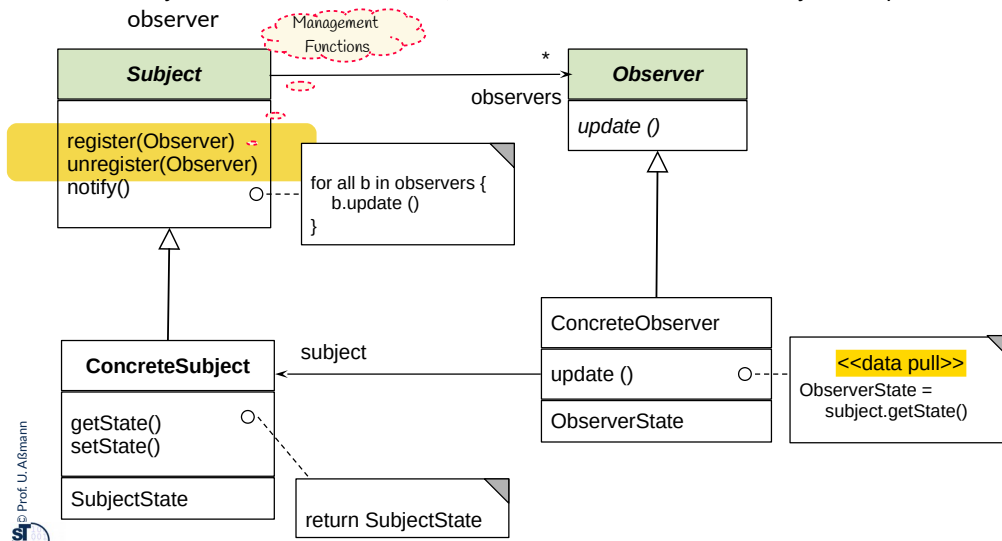 observer
Management
Functions
Subject
*
observers
Observer
update ()
register(Observer)
unregister(Observer)
notify()
for all b in observers {
b.update ()
}
ConcreteSubject
getState()
setState()
SubjectState
return SubjectState
subject
ConcreteObserver
update ()
ObserverState
<<data pull>>
ObserverState =
subject.getState()
© Prof. U. Aßmann
ST